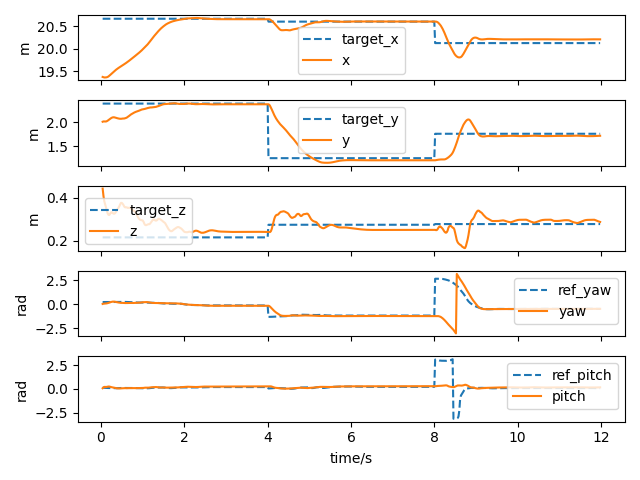 20.5
20.0
19.5
m
target_x
x
2.0
1.5
m
target_y
y
0.4
0.2
m
target_z
z
2.5
0.0
−2.5
rad
ref_yaw
yaw
2.5
0.0
−2.5
rad
ref_pitch
pitch
0 2 4 6 8 10 12
time/s